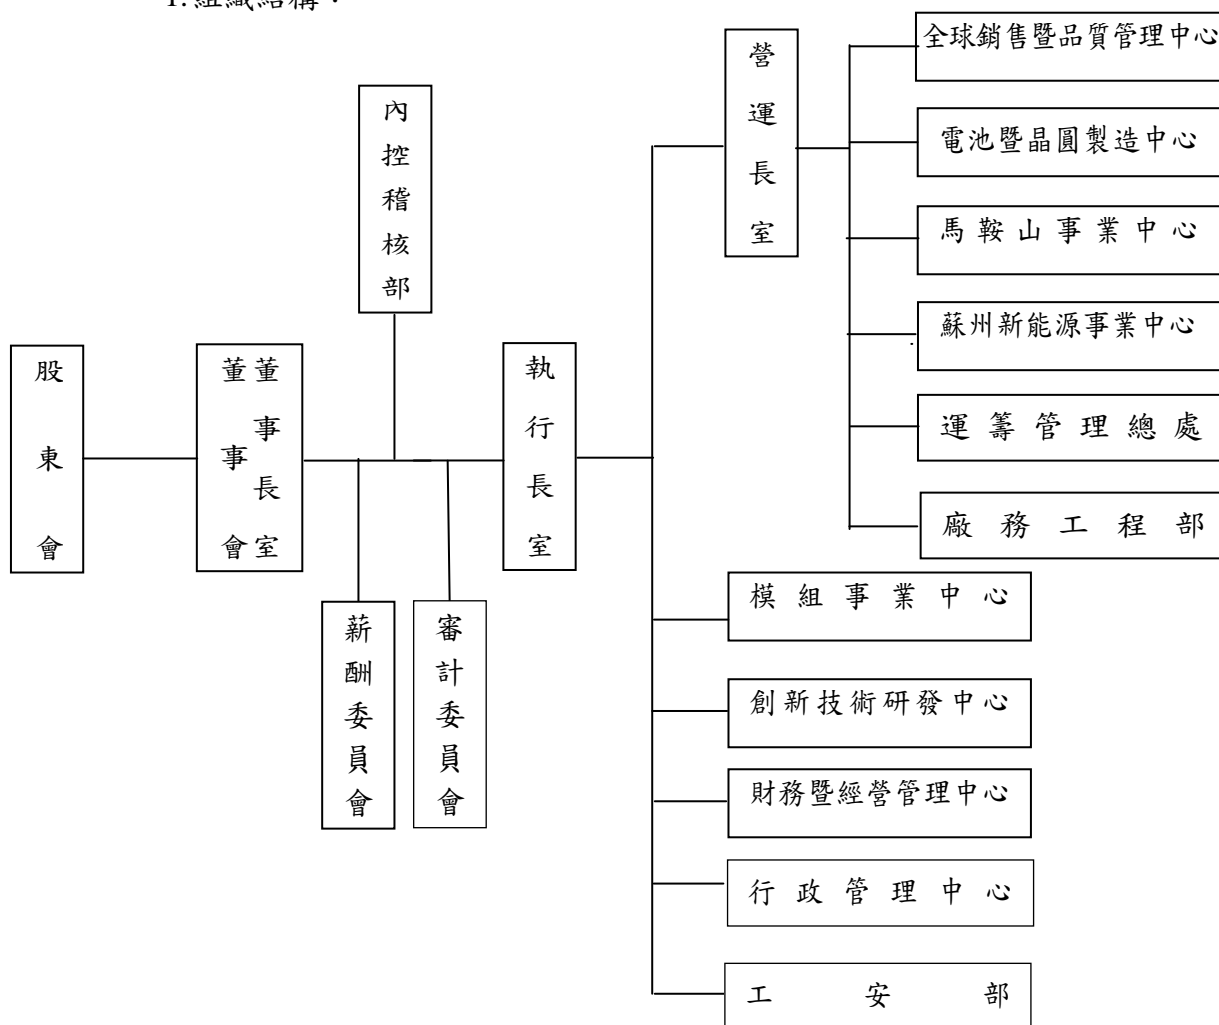 1.組織結構：
股東會
董事會
董事長室
內控稽核部
薪酬委員會
審計委員會
執行長室
營運長室
全球銷售暨品質管理中心
電池暨晶圓製造中心
馬鞍山事業中心
蘇州新能源事業中心
運籌管理總處
廠務工程部
模組事業中心
創新技術研發中心
財務暨經營管理中心
行政管理中心
工安部